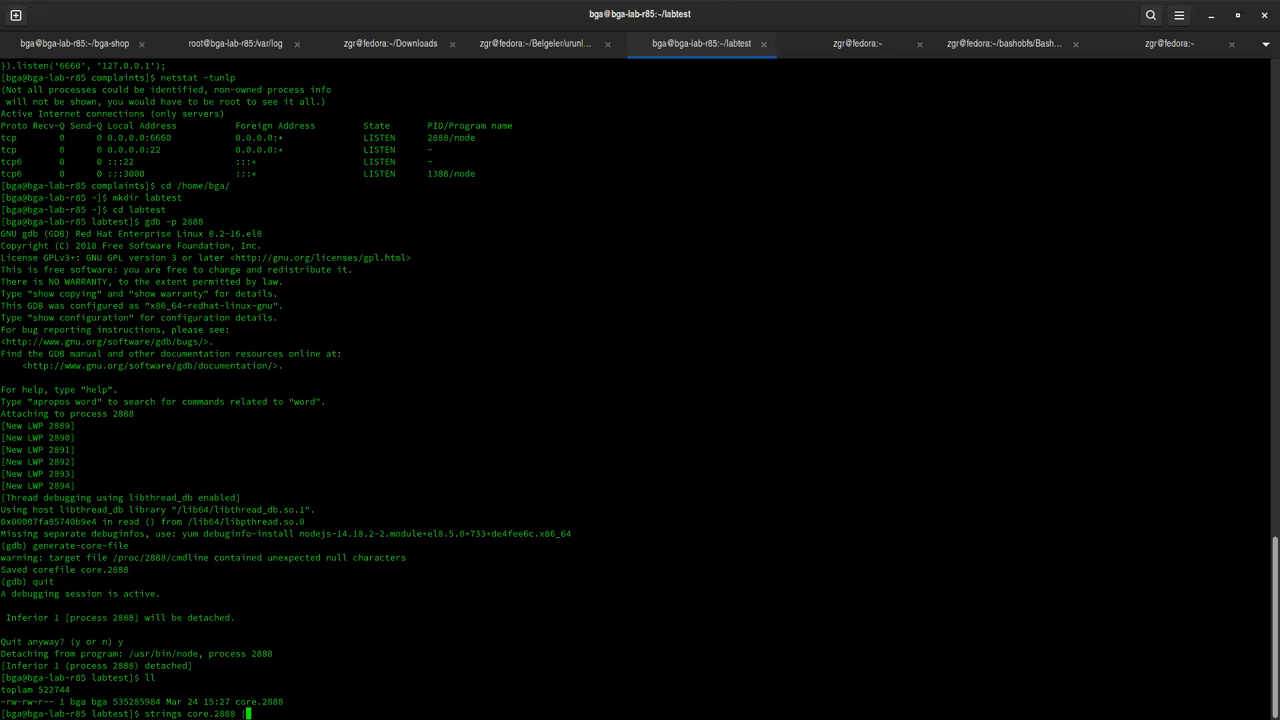 bga@bga-lab-r85:~/labtest
bga@bga-lab-r85:~/bga-shop
root@bga-lab-r85:/var/log
zgr@fedora:~/Downloads
zgr@fedora:~/Belgeler/urunl...
bga@bga-lab-r85:~/labtest
zgr@fedora:~
zgr@fedora:~/bashobfs/Bash...
zgr@fedora:~
}).listen('6660', '127.0.0.1');
[bga@bga-lab-r85 complaints]$ netstat -tunlp
(Not all processes could be identified, non-owned process info
 will not be shown, you would have to be root to see it all.)
Active Internet connections (only servers)
Proto Recv-Q Send-Q Local Address           Foreign Address         State       PID/Program name
tcp        0      0 0.0.0.0:6660            0.0.0.0:*               LISTEN      2888/node
tcp        0      0 0.0.0.0:22              0.0.0.0:*               LISTEN      -
tcp6       0      0 :::22                   :::*                    LISTEN      -
tcp6       0      0 :::3000                 :::*                    LISTEN      1388/node
[bga@bga-lab-r85 complaints]$ cd /home/bga/
[bga@bga-lab-r85 ~]$ mkdir labtest
[bga@bga-lab-r85 ~]$ cd labtest
[bga@bga-lab-r85 labtest]$ gdb -p 2888
GNU gdb (GDB) Red Hat Enterprise Linux 8.2-16.el8
Copyright (C) 2018 Free Software Foundation, Inc.
License GPLv3+: GNU GPL version 3 or later <http://gnu.org/licenses/gpl.html>
This is free software: you are free to change and redistribute it.
There is NO WARRANTY, to the extent permitted by law.
Type "show copying" and "show warranty" for details.
This GDB was configured as "x86_64-redhat-linux-gnu".
Type "show configuration" for configuration details.
For bug reporting instructions, please see:
<http://www.gnu.org/software/gdb/bugs/>.
Find the GDB manual and other documentation resources online at:
    <http://www.gnu.org/software/gdb/documentation/>.
For help, type "help".
Type "apropos word" to search for commands related to "word".
Attaching to process 2888
[New LWP 2889]
[New LWP 2890]
[New LWP 2891]
[New LWP 2892]
[New LWP 2893]
[New LWP 2894]
[Thread debugging using libthread_db enabled]
Using host libthread_db library "/lib64/libthread_db.so.1".
0x00007fa85740b9e4 in read () from /lib64/libpthread.so.0
Missing separate debuginfos, use: yum debuginfo-install nodejs-14.18.2-2.module+el8.5.0+733+de4fee6c.x86_64
(gdb) generate-core-file
warning: target file /proc/2888/cmdline contained unexpected null characters
Saved corefile core.2888
(gdb) quit
A debugging session is active.
 Inferior 1 [process 2888] will be detached.
Quit anyway? (y or n) y
Detaching from program: /usr/bin/node, process 2888
[Inferior 1 (process 2888) detached]
[bga@bga-lab-r85 labtest]$ ll
toplam 522744
-rw-rw-r-- 1 bga bga 535285984 Mar 24 15:27 core.2888
[bga@bga-lab-r85 labtest]$ strings core.2888 |